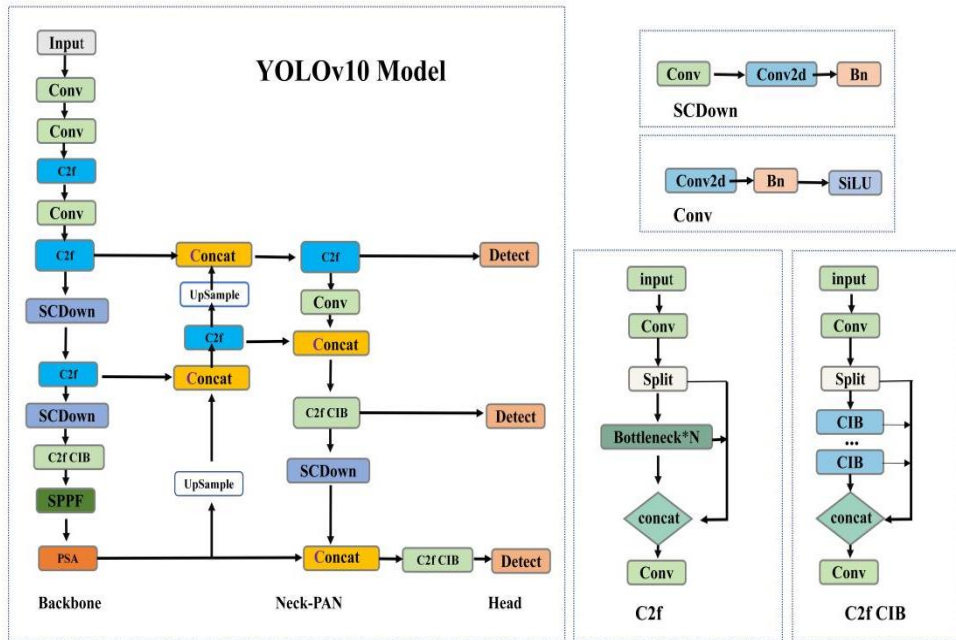 YOLOv10 Model
Input
Conv
Conv
C2f
Conv
C2f
SCDown
C2f
SCDown
C2f CIB
SPPF
PSA
Backbone
Concat
UpSample
C2f
Concat
UpSample
C2f
Conv
Concat
C2f CIB
SCDown
Concat
C2f CIB
Neck-PAN
Detect
Detect
Detect
Head
Conv
Conv2d
Bn
SCDown
Conv2d
Bn
SiLU
Conv
input
Conv
Split
Bottleneck*N
concat
Conv
C2f
input
Conv
Split
CIB
...
CIB
concat
Conv
C2f CIB